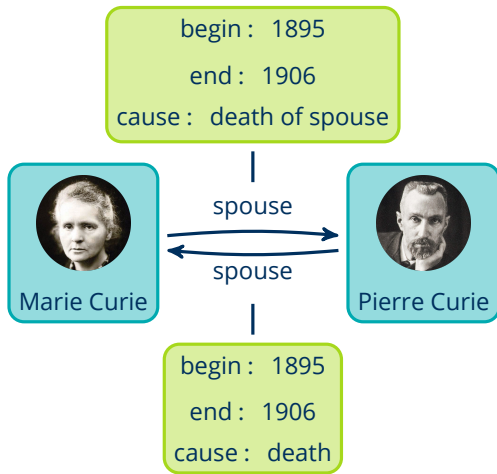 begin : 1895
end : 1906
cause : death of spouse
spouse
Marie Curie
Pierre Curie
spouse
begin : 1895
end : 1906
cause : death